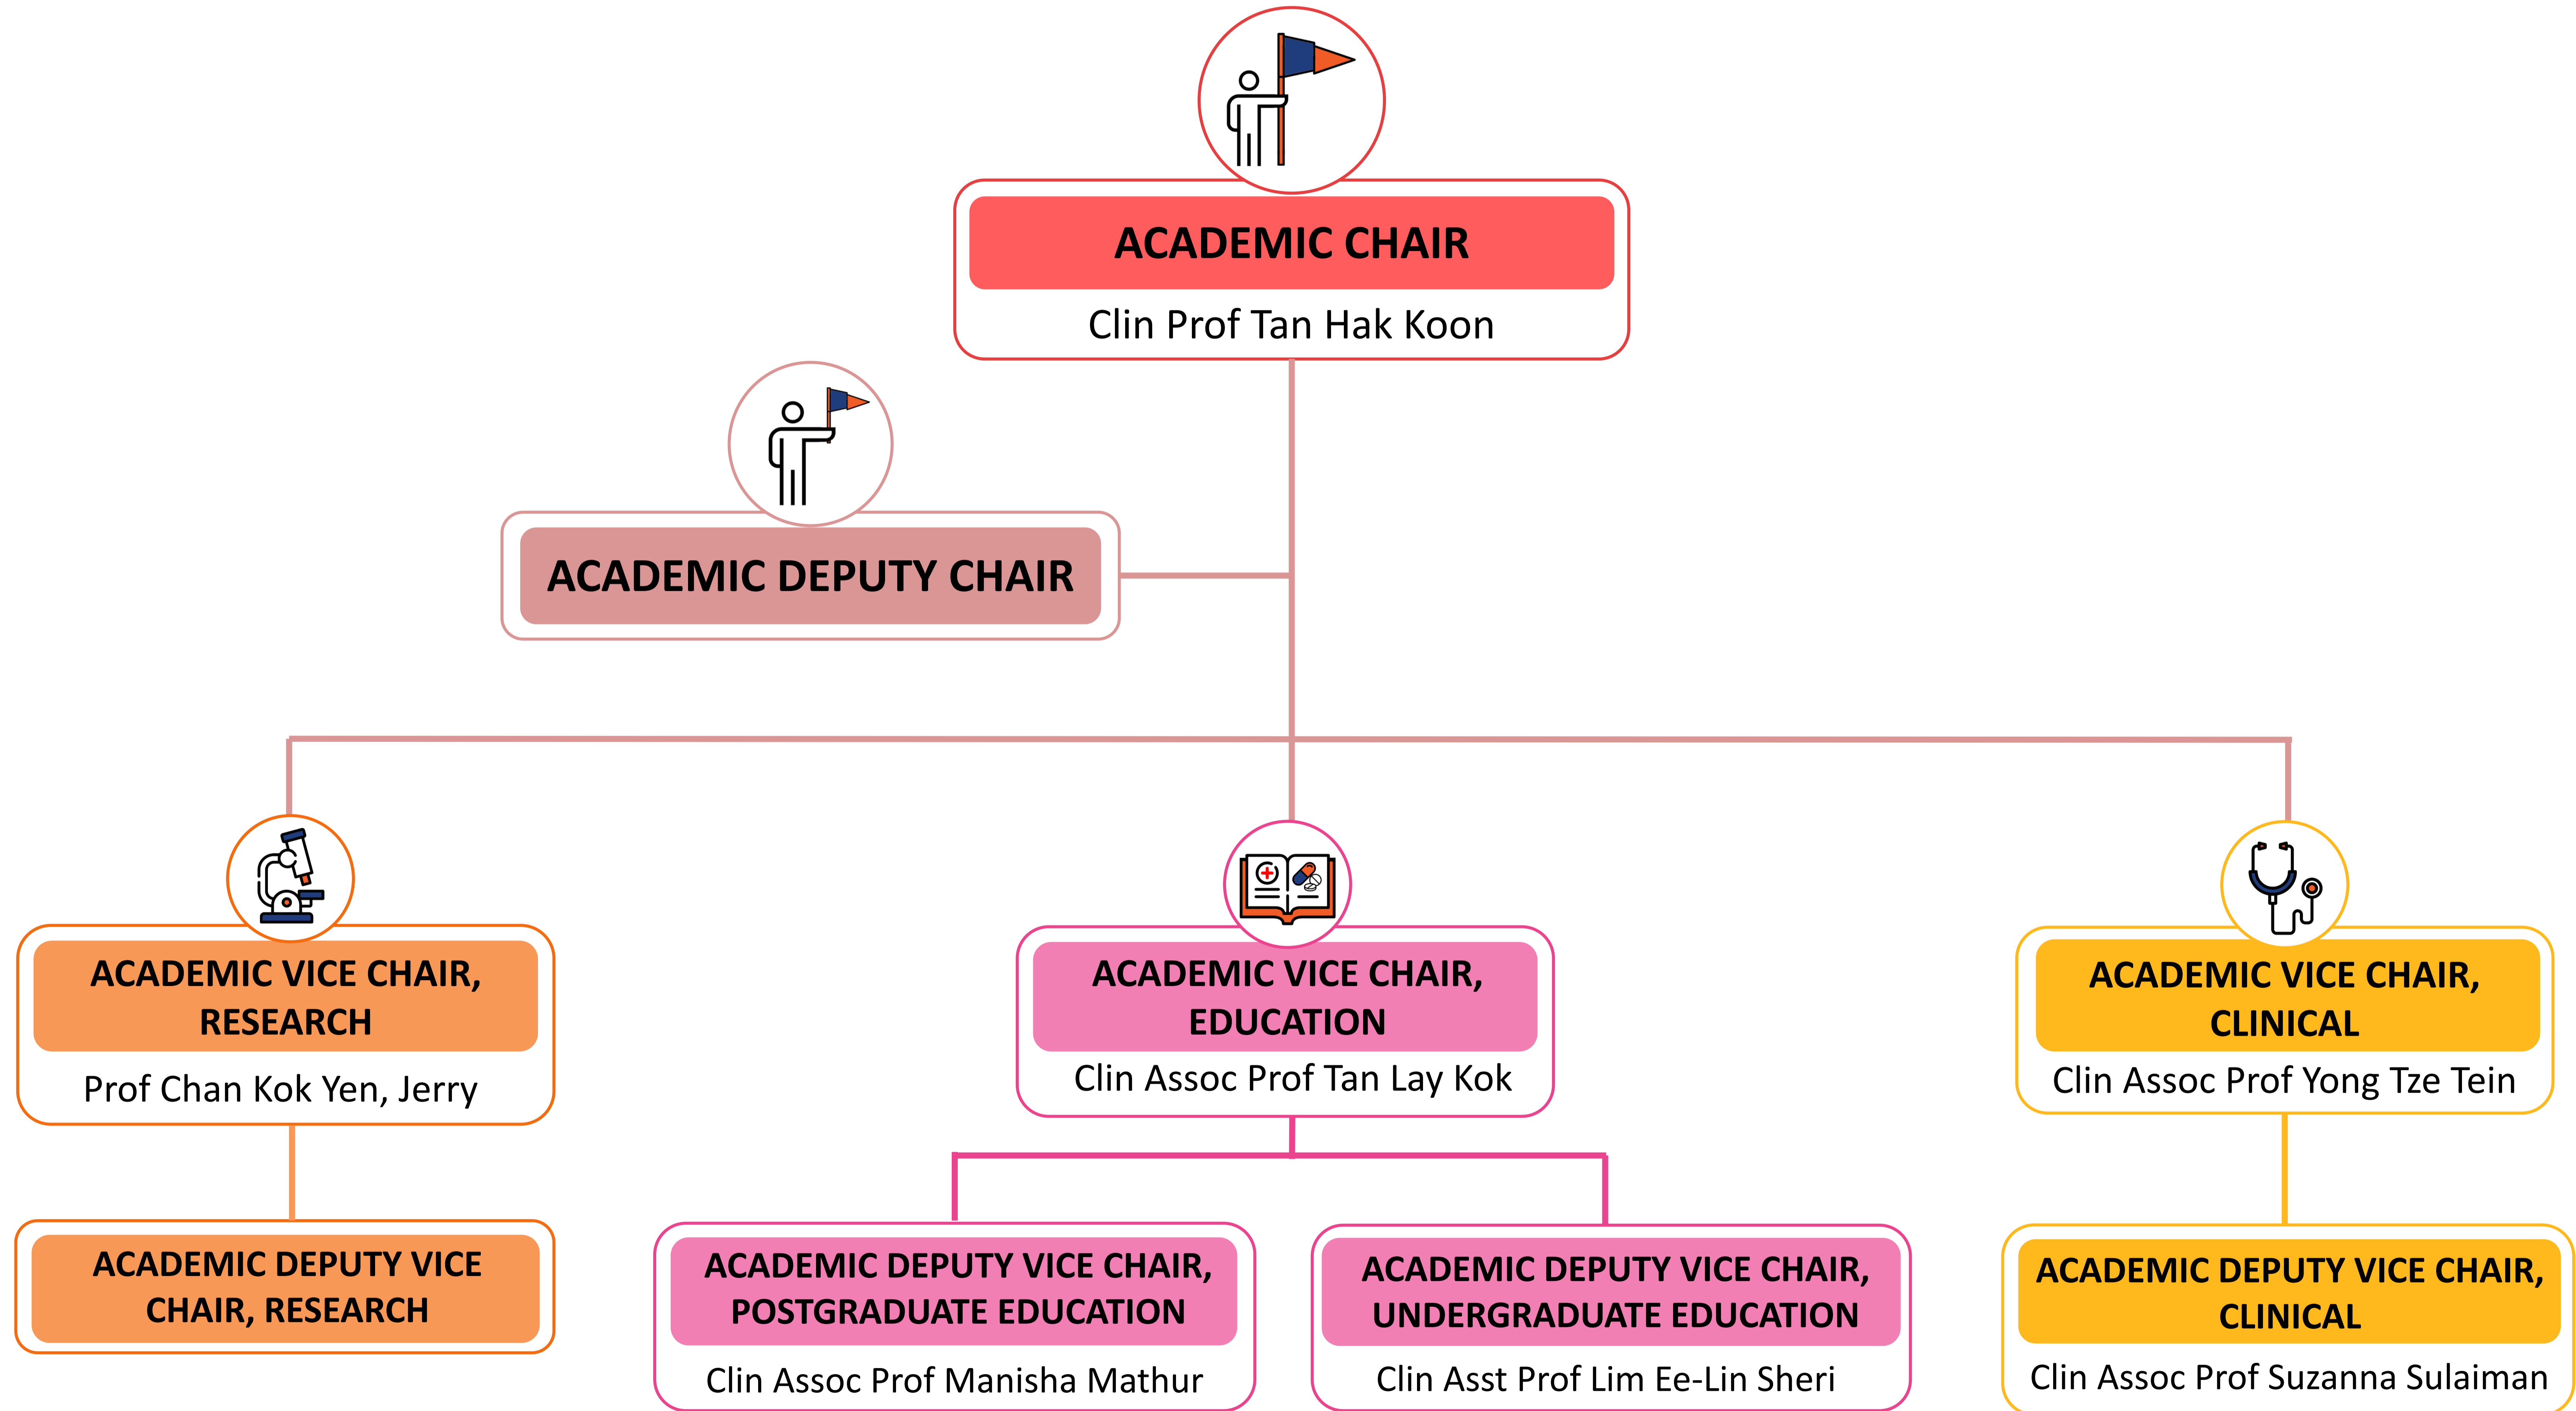 ACADEMIC CHAIR
Clin Prof Tan Hak Koon
ACADEMIC DEPUTY CHAIR
ACADEMIC VICE CHAIR,
RESEARCH
Prof Chan Kok Yen, Jerry
ACADEMIC VICE CHAIR,
EDUCATION
Clin Assoc Prof Tan Lay Kok
ACADEMIC VICE CHAIR,
CLINICAL
Clin Assoc Prof Yong Tze Tein
ACADEMIC DEPUTY VICE
CHAIR, RESEARCH
ACADEMIC DEPUTY VICE CHAIR,
POSTGRADUATE EDUCATION
Clin Assoc Prof Manisha Mathur
ACADEMIC DEPUTY VICE CHAIR,
UNDERGRADUATE EDUCATION
Clin Asst Prof Lim Ee-Lin Sheri
ACADEMIC DEPUTY VICE CHAIR,
CLINICAL
Clin Assoc Prof Suzanna Sulaiman